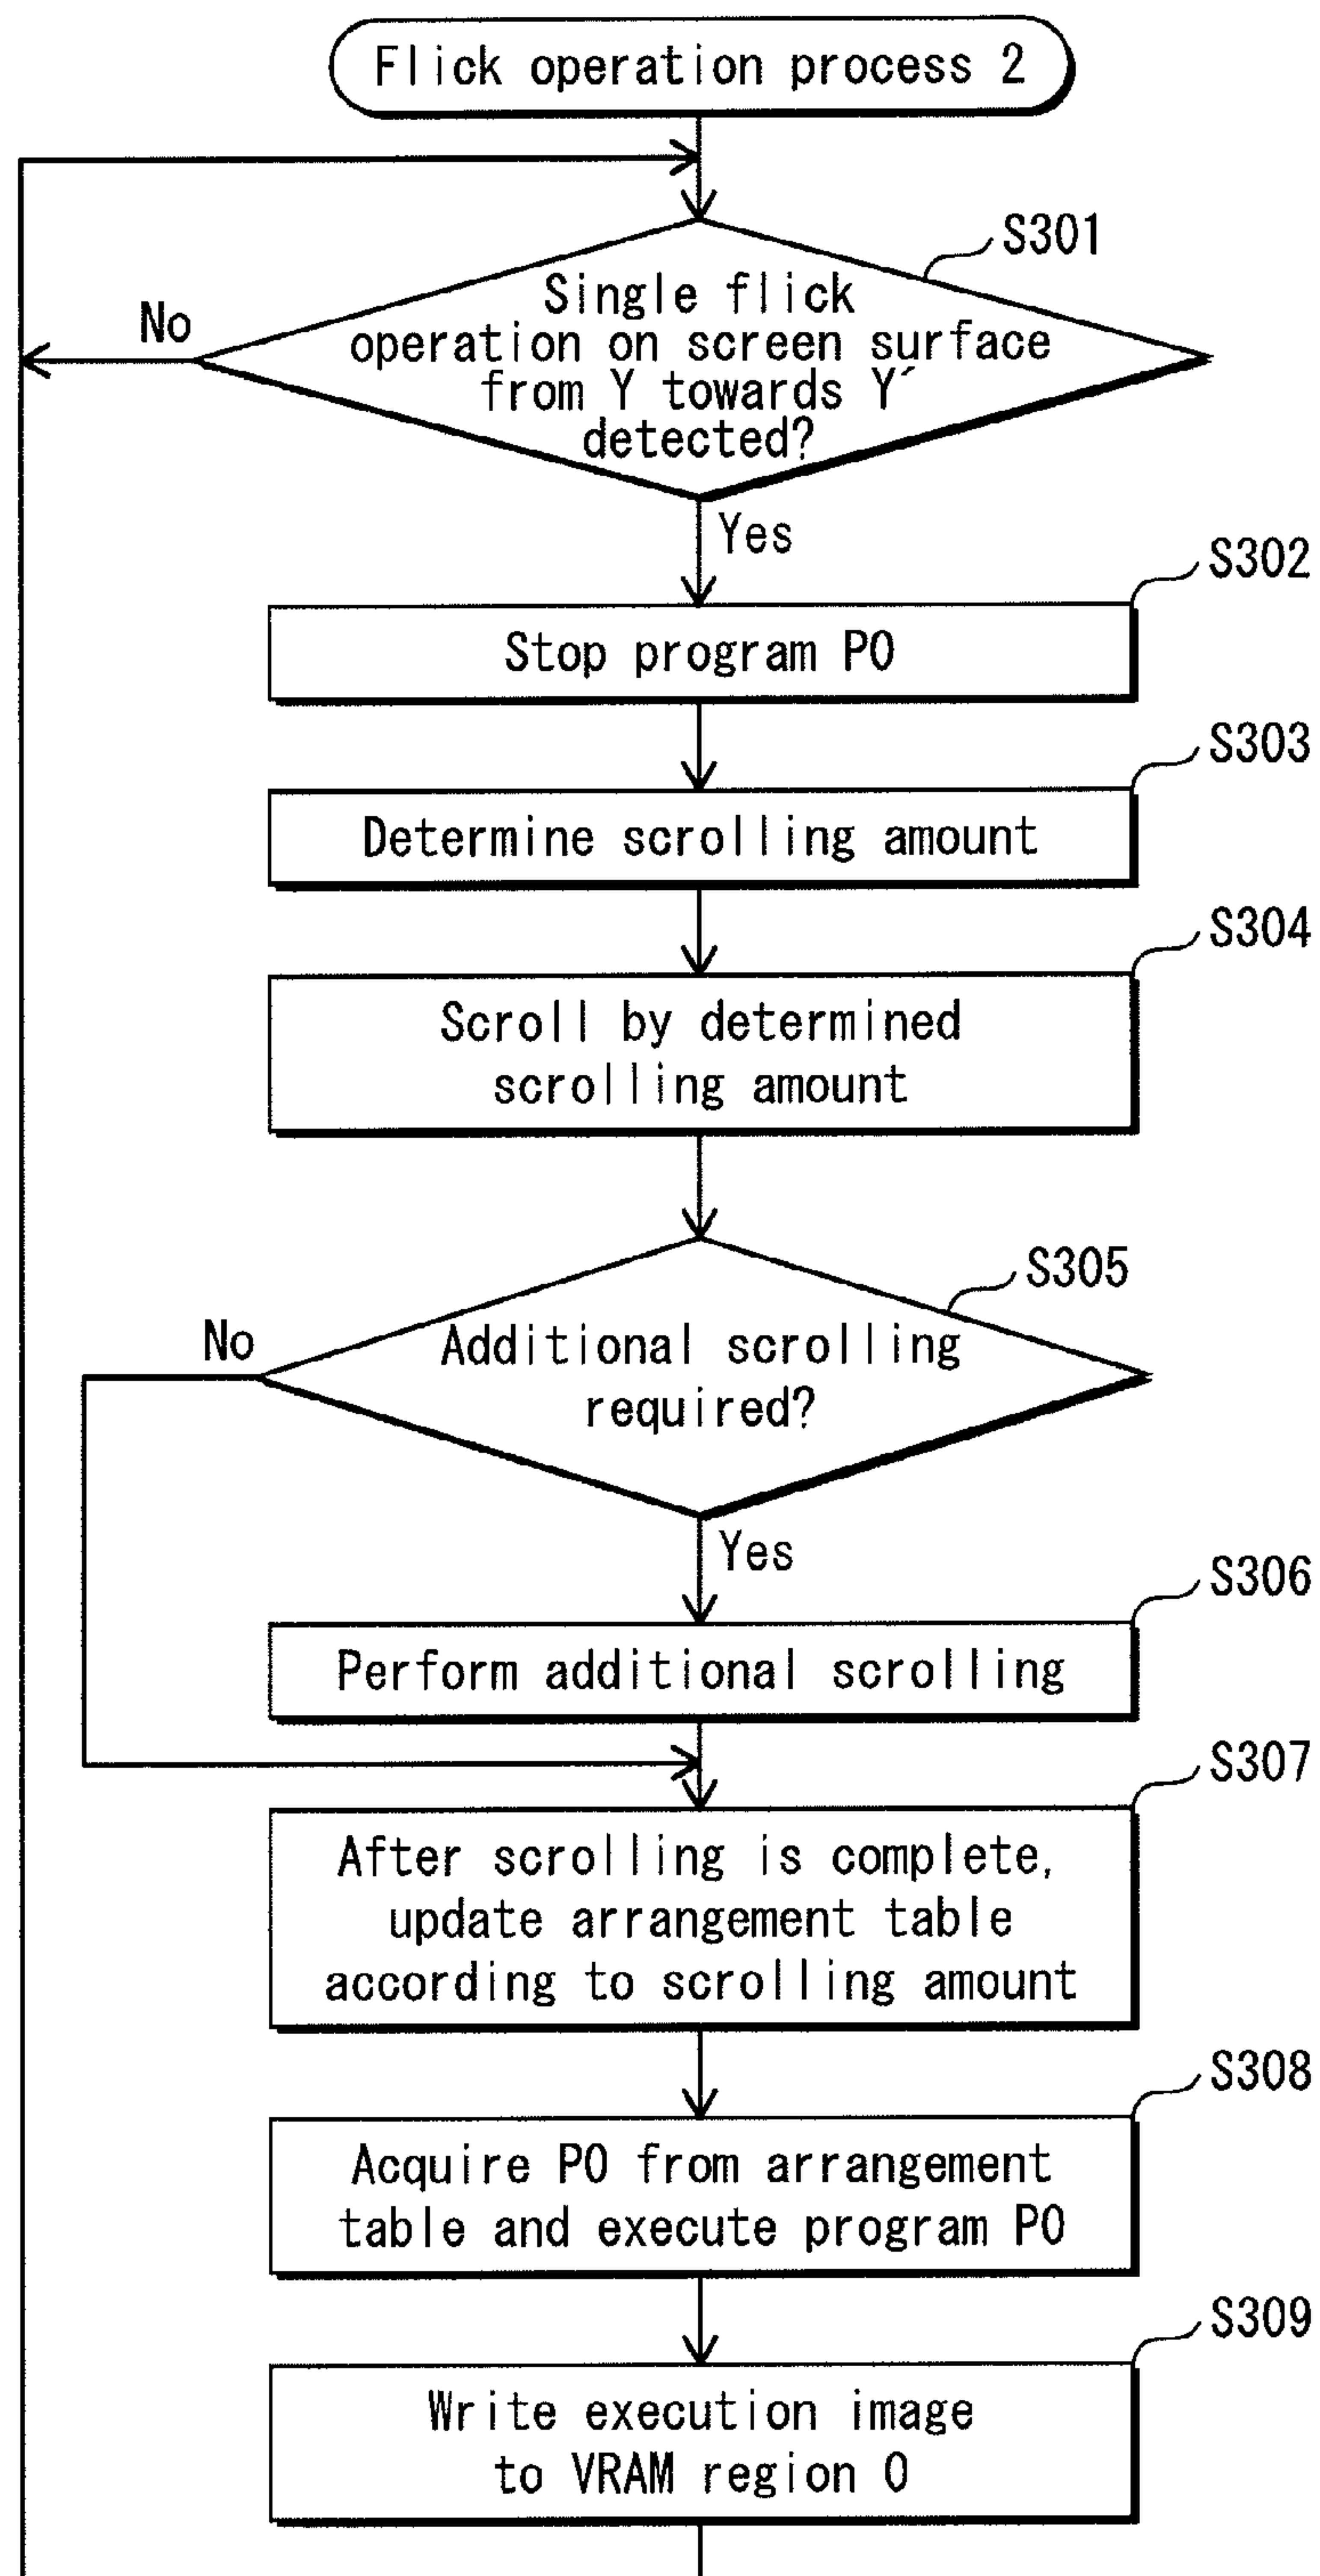 Flick operation process 2
S301
No
Single flick
operation on screen surface
from Y towards Y´
detected?
Yes
S302
Stop program P0
S303
Determine scrolling amount
S304
Scroll by determined
scrolling amount
S305
No
Additional scrolling
required?
Yes
S306
Perform additional scrolling
S307
After scrolling is complete,
update arrangement table
according to scrolling amount
S308
Acquire P0 from arrangement
table and execute program P0
S309
Write execution image
to VRAM region 0